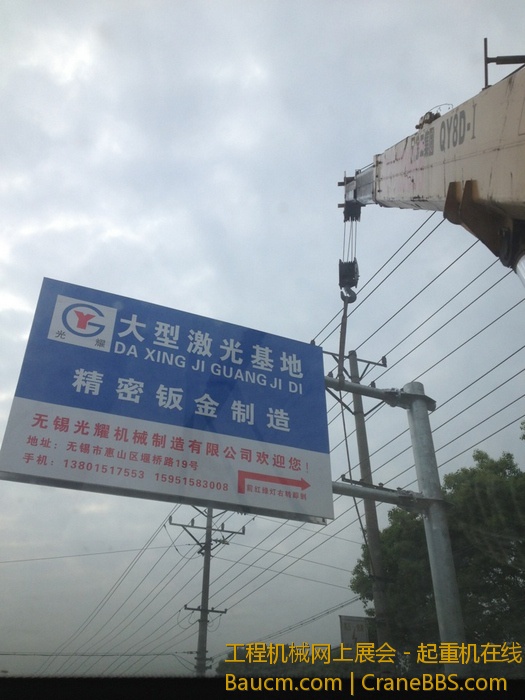 QY8D-I
光 耀
大型激光基地
DA XING JI GUANG JI DI
精密钣金制造
无锡光耀机械制造有限公司欢迎您！
地址：无锡市惠山区堰桥路19号
手机：13801517553 15951583008
工程机械网上展会 - 起重机在线
Baucm.com | CraneBBS.com